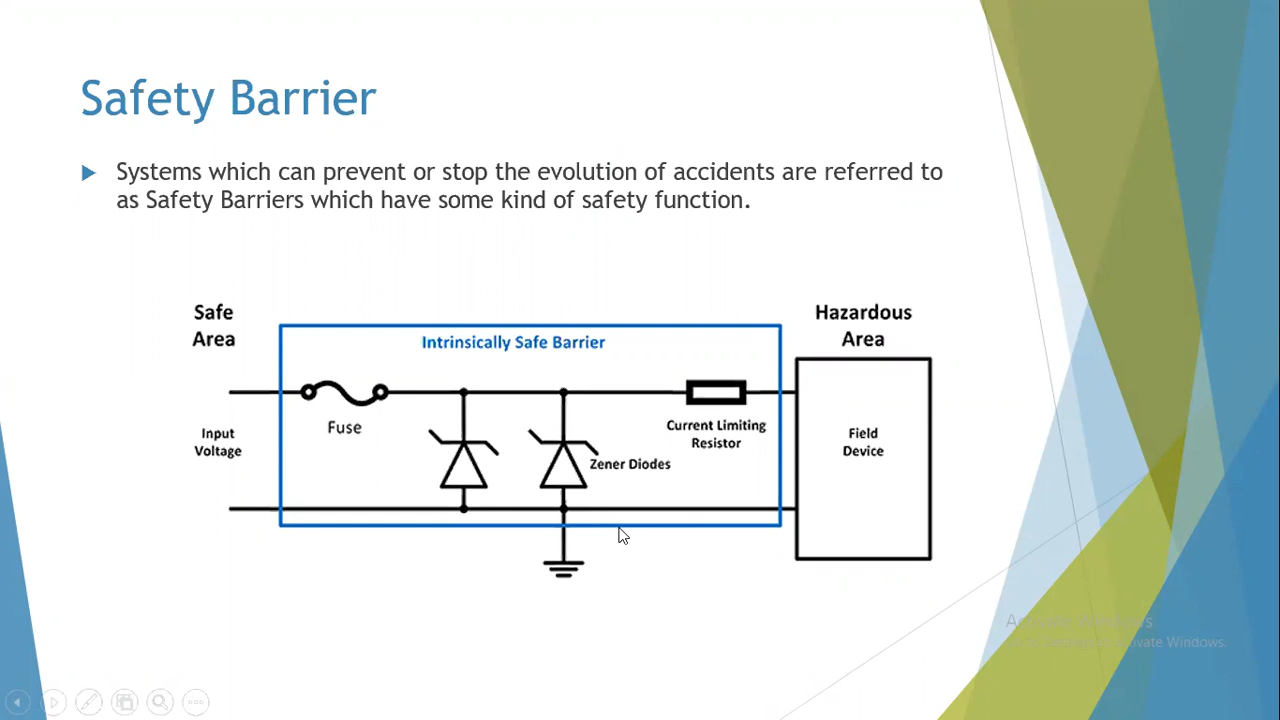 Safety Barrier
Systems which can prevent or stop the evolution of accidents are referred to
as Safety Barriers which have some kind of safety function.
Safe
Area
Hazardous
Area
Intrinsically Safe Barrier
Fuse
Input
Voltage
Zener Diodes
Current Limiting
Resistor
Field
Device
Activate Windows
Go to Settings to activate Windows.